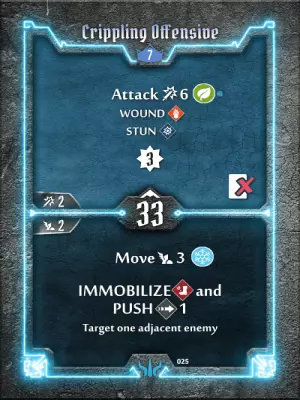 Crippling Offensive
7
Attack 6
WOUND
STUN
3
2
33
2
Move 3
IMMOBILIZE and
PUSH 1
Target one adjacent enemy
025